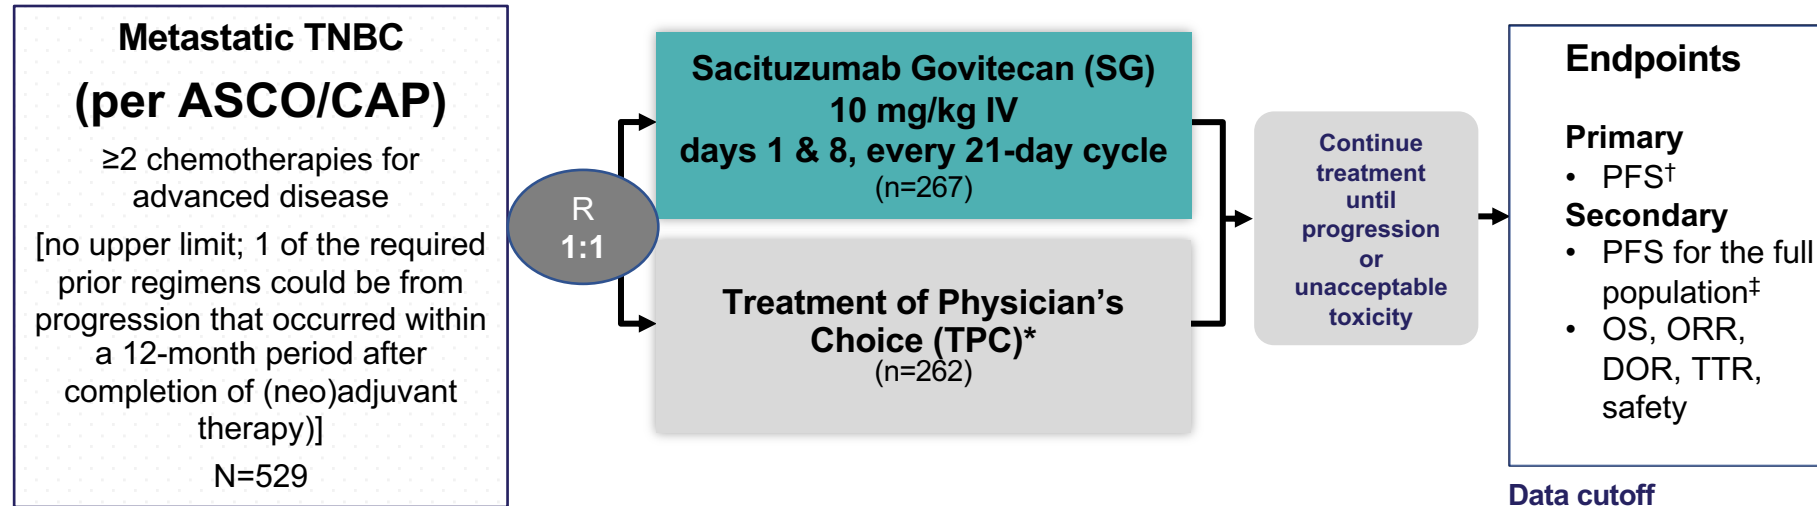 Metastatic TNBC
(per ASCO/CAP)
≥2 chemotherapies for
advanced disease
[no upper limit; 1 of the required
prior regimens could be from
progression that occurred within
a 12-month period after
completion of (neo)adjuvant
therapy)]
N=529
R
1:1
Sacituzumab Govitecan (SG)
10 mg/kg IV
days 1 & 8, every 21-day cycle
(n=267)
Treatment of Physician’s
Choice (TPC)*
(n=262)
Continue
treatment
until
progression
or
unacceptable
toxicity
Endpoints
Primary
• PFS†
Secondary
• PFS for the full
population‡
• OS, ORR,
DOR, TTR,
safety
Data cutoff